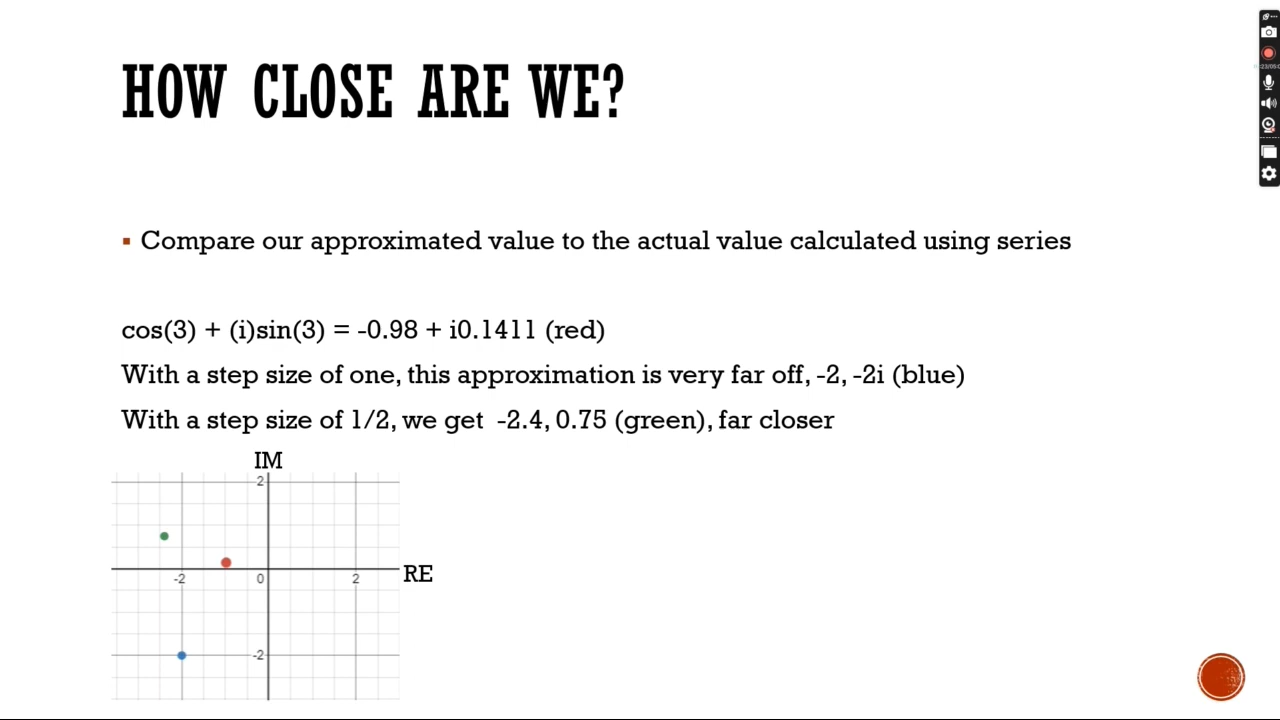 HOW CLOSE ARE WE?
Compare our approximated value to the actual value calculated using series
cos(3) + (i)sin(3) = -0.98 + i0.1411 (red)
With a step size of one, this approximation is very far off, -2, -2i (blue)
With a step size of 1/2, we get -2.4, 0.75 (green), far closer
IM
2
-2
0
2
RE
-2